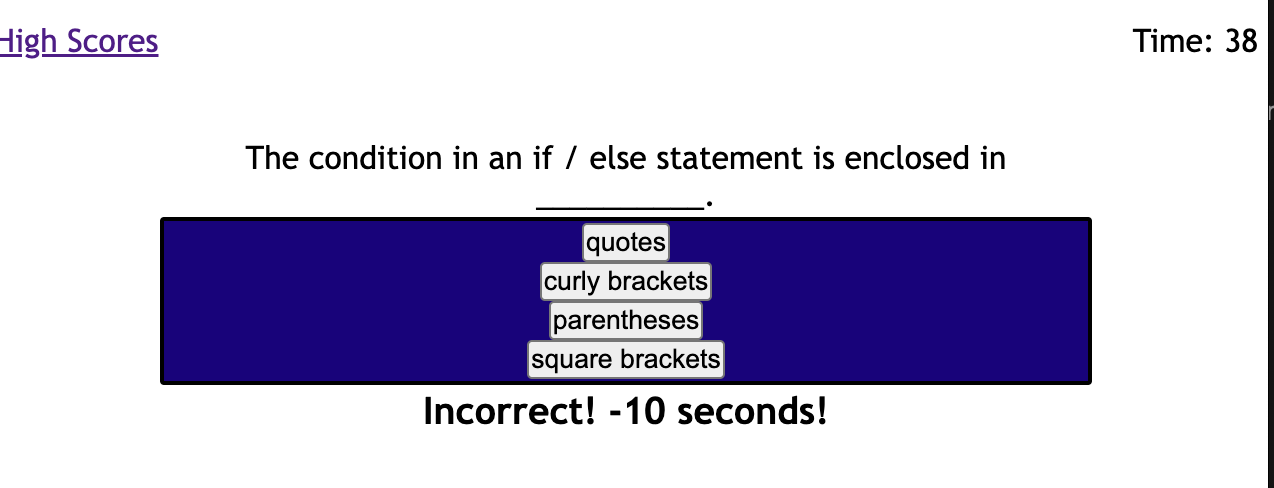 High Scores
Time: 38
The condition in an if / else statement is enclosed in
__________.
quotes
curly brackets
parentheses
square brackets
Incorrect! -10 seconds!